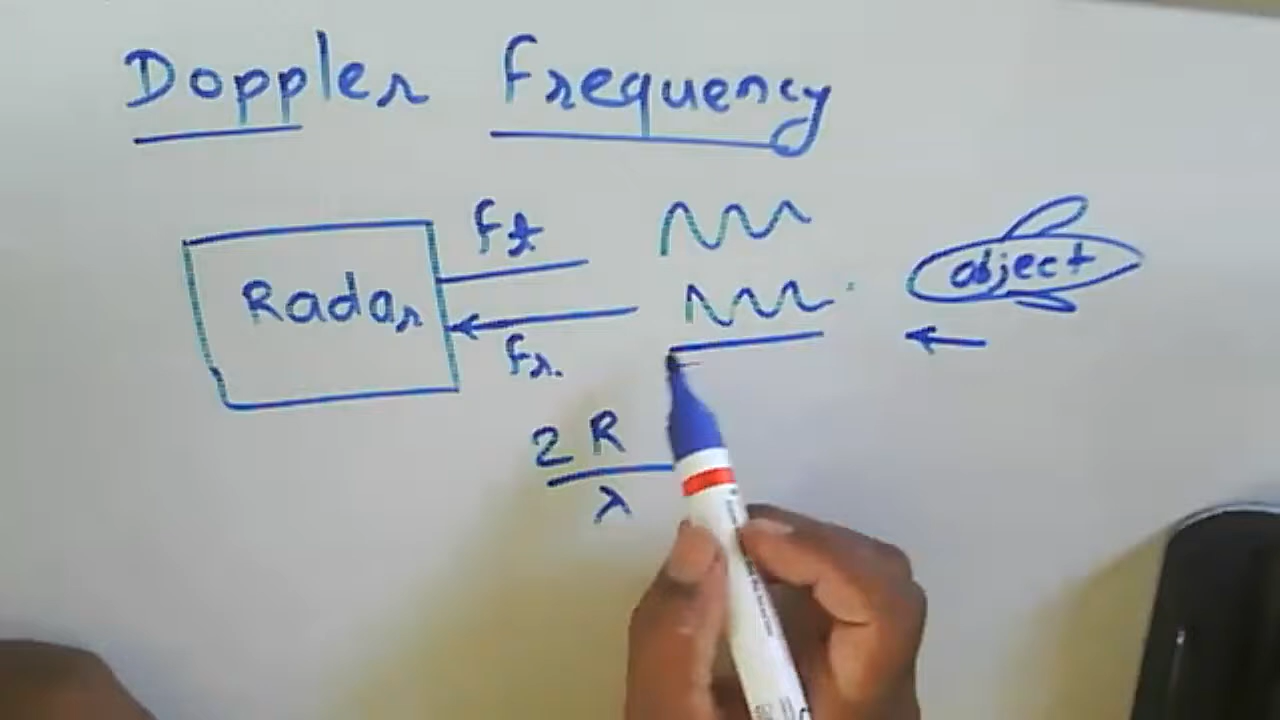 Doppler Frequency
Ft
Radar
object
Fr.
2R
λ